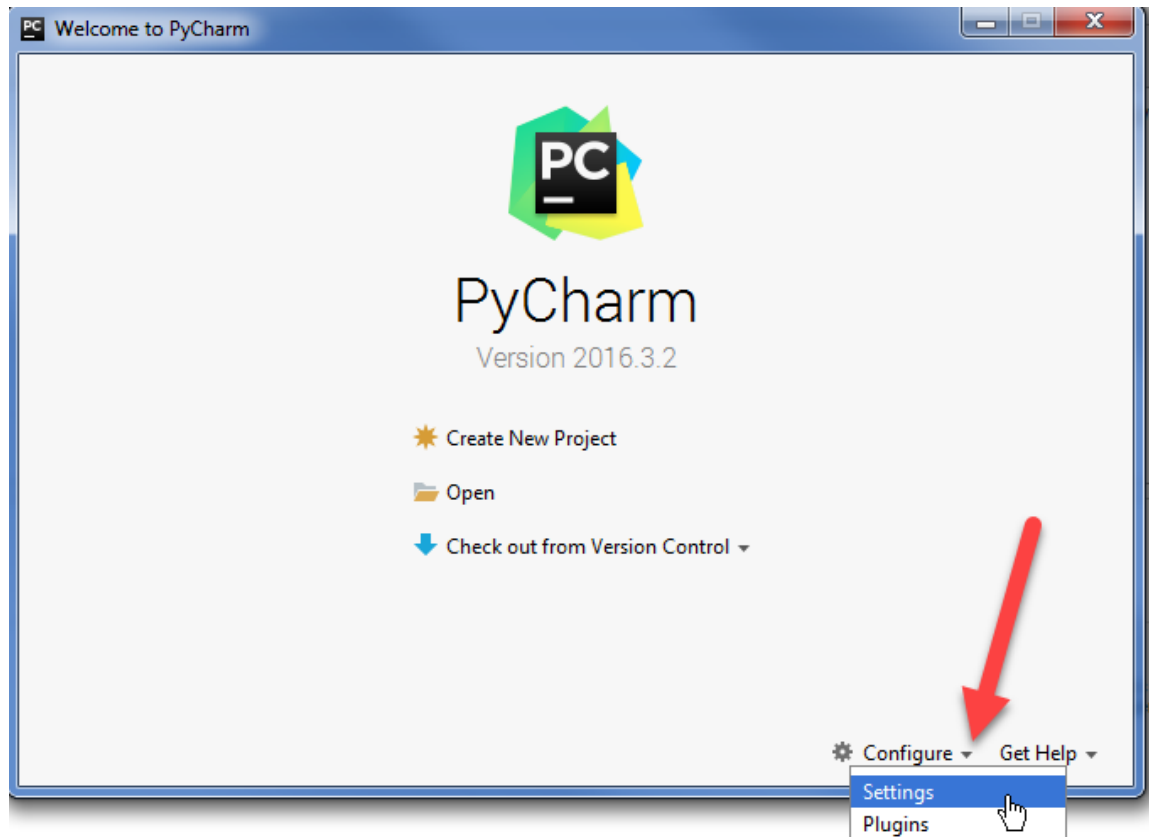 PC Welcome to PyCharm
PC
PyCharm
Version 2016.3.2
Create New Project
Open
Check out from Version Control
Configure Get Help
Settings
Plugins